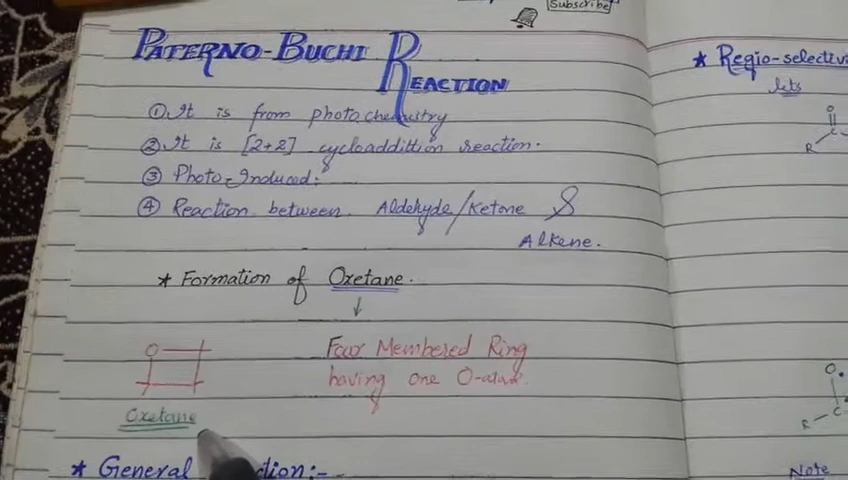 Subscribe
PATERNO-BUCHI REACTION
① It is from photochemistry
② It is [2+2] cycloaddittion reaction.
③ Photo-Induced:
④ Reaction between Aldehyde/Ketone &
Alkene.
* Formation of Oxetane.
↓
O
Four Membered Ring
having one O-atom.
Oxetane
* General
* Regio-selectiv
lets
O
C
R
O.
C
R
Note